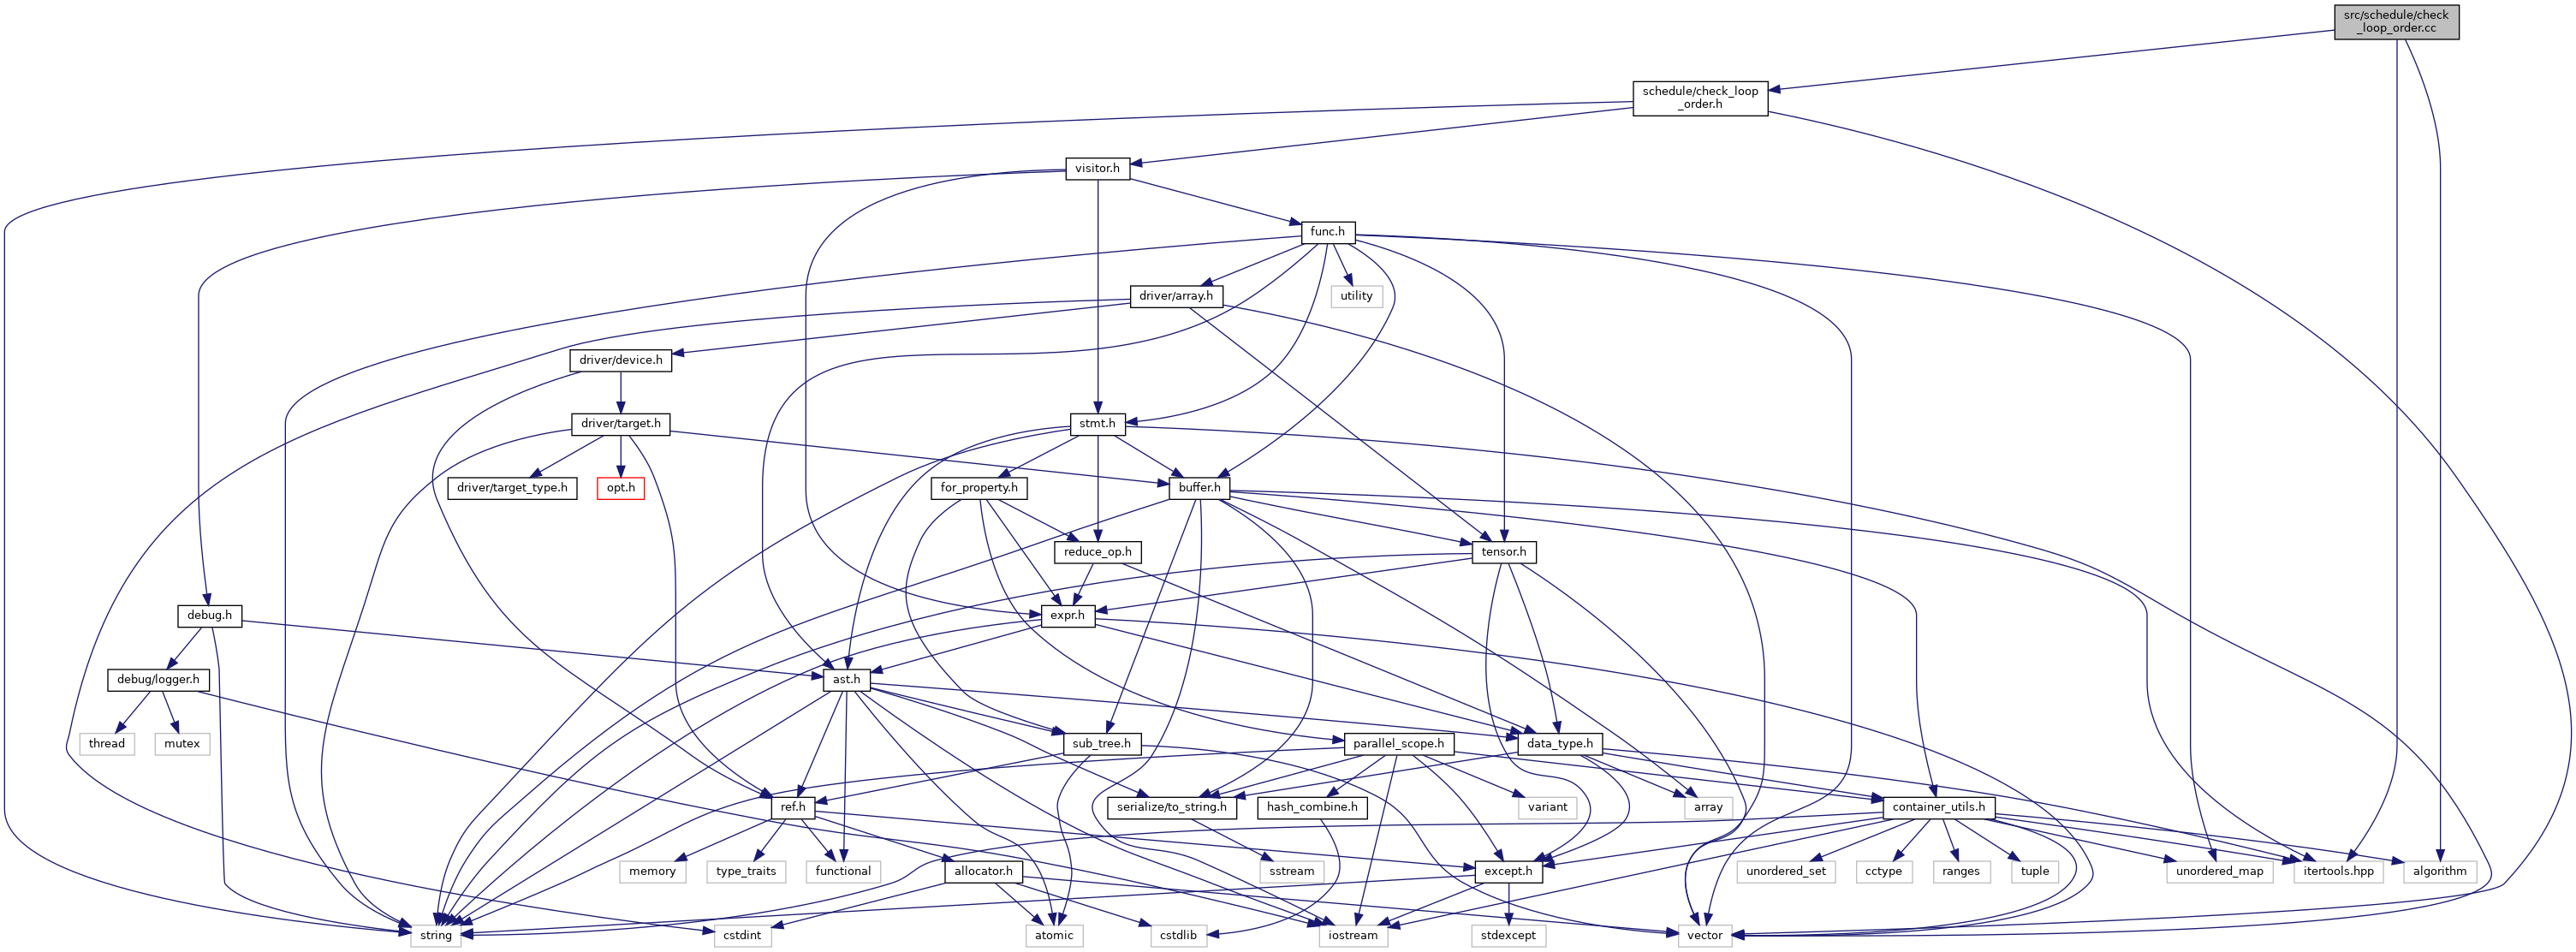 src/schedule/check
_loop_order.cc
schedule/check_loop
_order.h
visitor.h
func.h
driver/array.h
utility
driver/device.h
driver/target.h
stmt.h
driver/target_type.h
opt.h
for_property.h
buffer.h
reduce_op.h
tensor.h
debug.h
expr.h
debug/logger.h
ast.h
thread
mutex
sub_tree.h
parallel_scope.h
data_type.h
ref.h
serialize/to_string.h
hash_combine.h
variant
array
container_utils.h
memory
type_traits
functional
allocator.h
sstream
except.h
unordered_set
cctype
ranges
tuple
unordered_map
itertools.hpp
algorithm
string
cstdint
atomic
cstdlib
iostream
stdexcept
vector